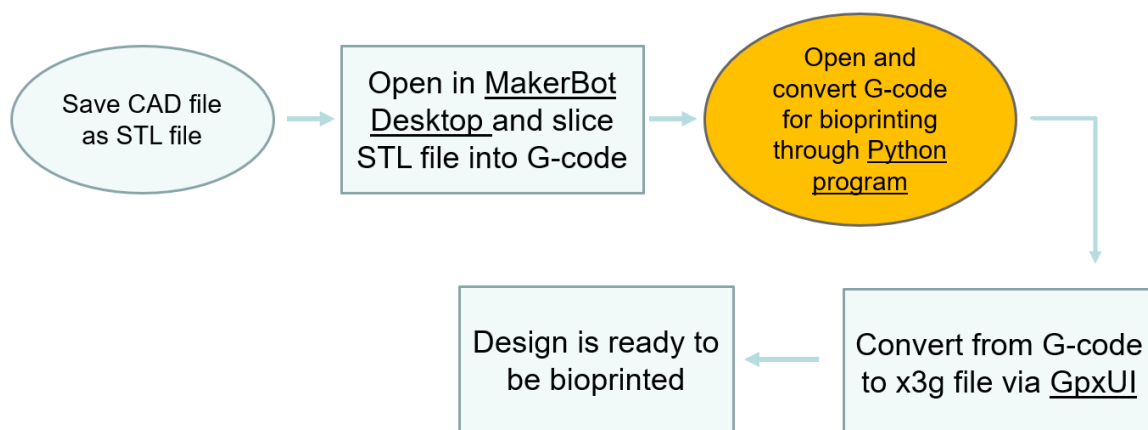 Save CAD file
as STL file
Open in MakerBot
Desktop and slice
STL file into G-code
Open and
convert G-code
for bioprinting
through Python
program
Convert from G-code
to x3g file via GpxUI
Design is ready to
be bioprinted